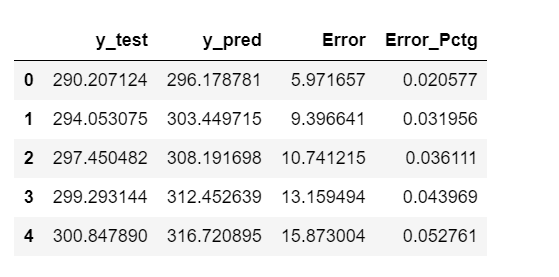 y_test y_pred Error Error_Pctg
0 290.207124 296.178781 5.971657 0.020577
1 294.053075 303.449715 9.396641 0.031956
2 297.450482 308.191698 10.741215 0.036111
3 299.293144 312.452639 13.159494 0.043969
4 300.847890 316.720895 15.873004 0.052761